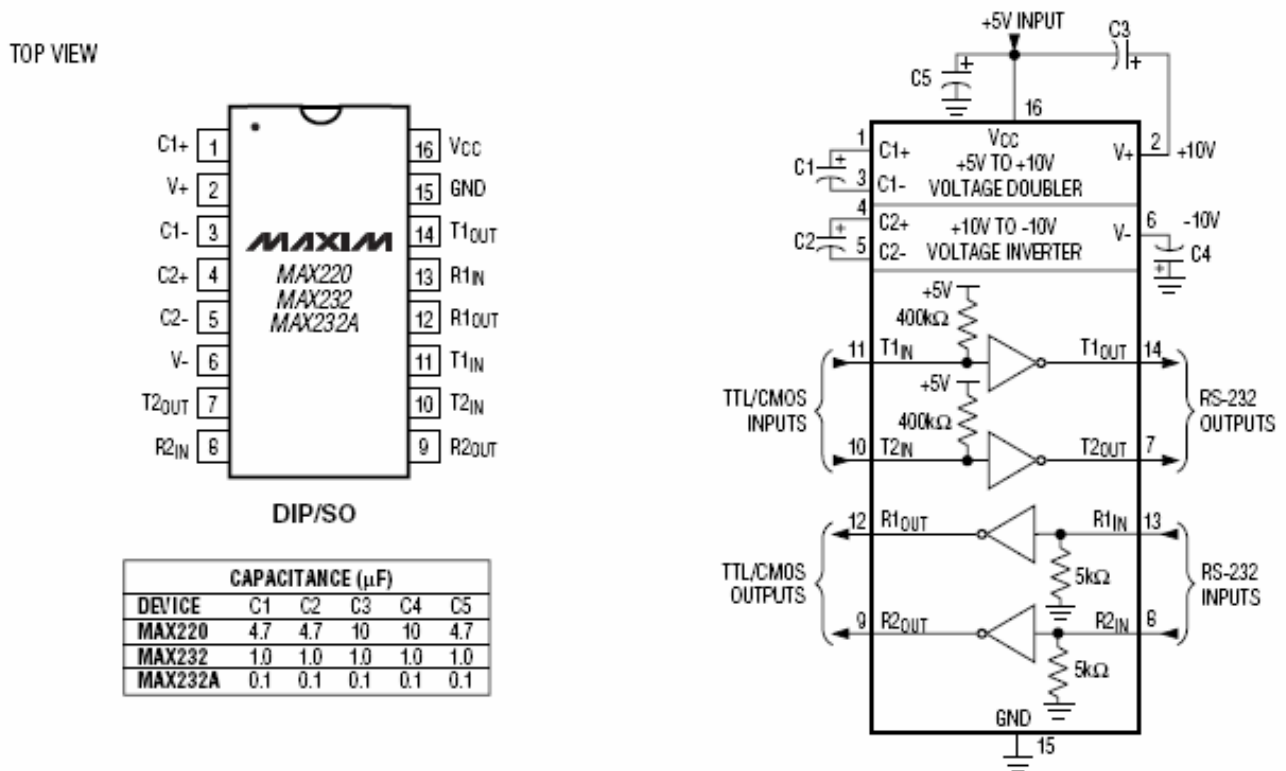 TOP VIEW
C1+ 1
V+ 2
C1- 3
C2+ 4
C2- 5
V- 6
T2OUT 7
R2IN 8
16 VCC
15 GND
14 T1OUT
13 R1IN
12 R1OUT
11 T1IN
10 T2IN
9 R2OUT
MAXIM
MAX220
MAX232
MAX232A
DIP/SO
CAPACITANCE (μF)
DEVICE C1 C2 C3 C4 C5
MAX220 4.7 4.7 10 10 4.7
MAX232 1.0 1.0 1.0 1.0 1.0
MAX232A 0.1 0.1 0.1 0.1 0.1
+5V INPUT
C3
+
C5
+
16
1
VCC
2
C1+
+5V TO +10V
V+
+10V
C1
+
3
C1-
VOLTAGE DOUBLER
4
C2+
+10V TO -10V
V-
6
-10V
C2
+
5
C2-
VOLTAGE INVERTER
C4
+
+5V
400kΩ
11 T1IN
T1OUT 14
+5V
TTL/CMOS
INPUTS
RS-232
OUTPUTS
400kΩ
10 T2IN
T2OUT 7
12 R1OUT
R1IN 13
TTL/CMOS
OUTPUTS
5kΩ
RS-232
INPUTS
9 R2OUT
R2IN 8
5kΩ
GND
15